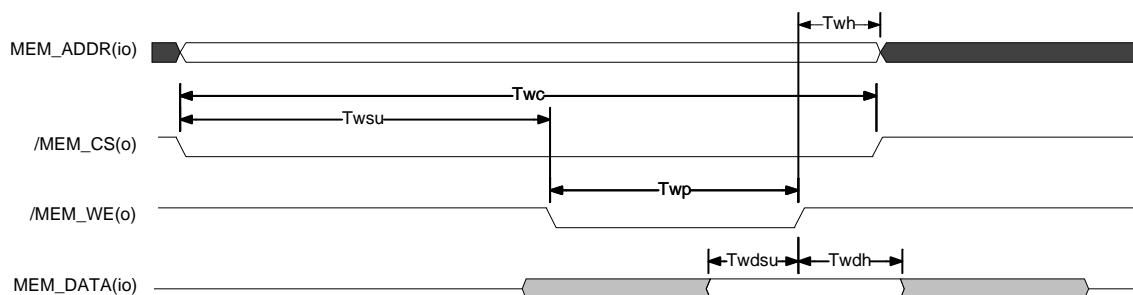 Twh
MEM_ADDR(io)
Twc
Twsu
/MEM_CS(o)
Twp
/MEM_WE(o)
Twdsu
Twdh
MEM_DATA(io)